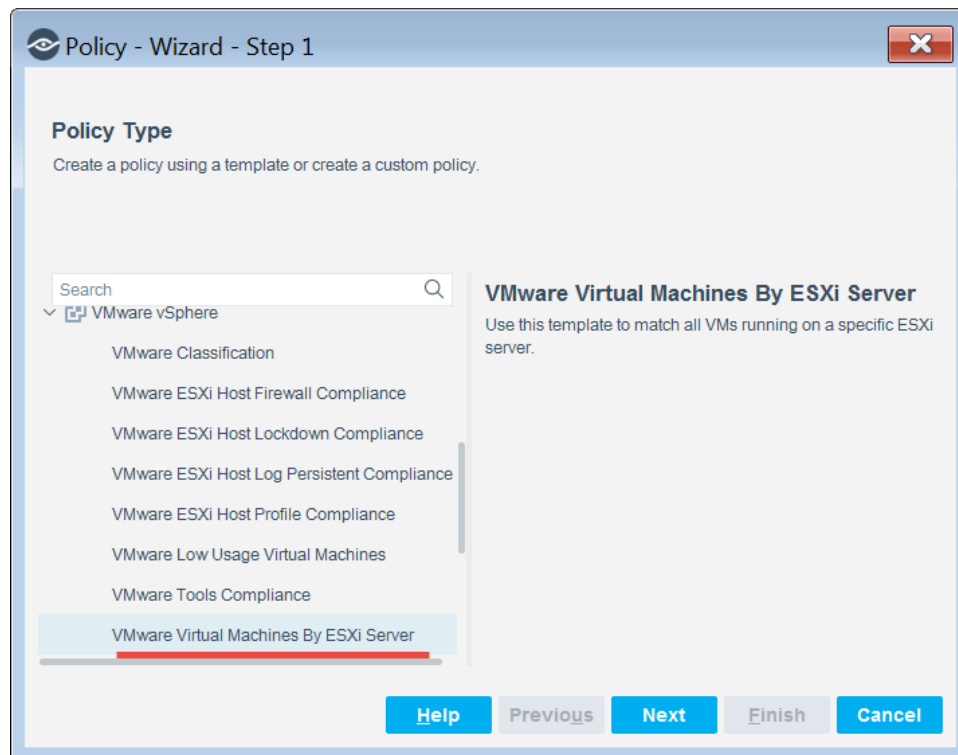 Policy - Wizard - Step 1
Policy Type
Create a policy using a template or create a custom policy.
Search
VMware vSphere
VMware Classification
VMware ESXi Host Firewall Compliance
VMware ESXi Host Lockdown Compliance
VMware ESXi Host Log Persistent Compliance
VMware ESXi Host Profile Compliance
VMware Low Usage Virtual Machines
VMware Tools Compliance
VMware Virtual Machines By ESXi Server
VMware Virtual Machines By ESXi Server
Use this template to match all VMs running on a specific ESXi
server.
Help
Previous
Next
Finish
Cancel